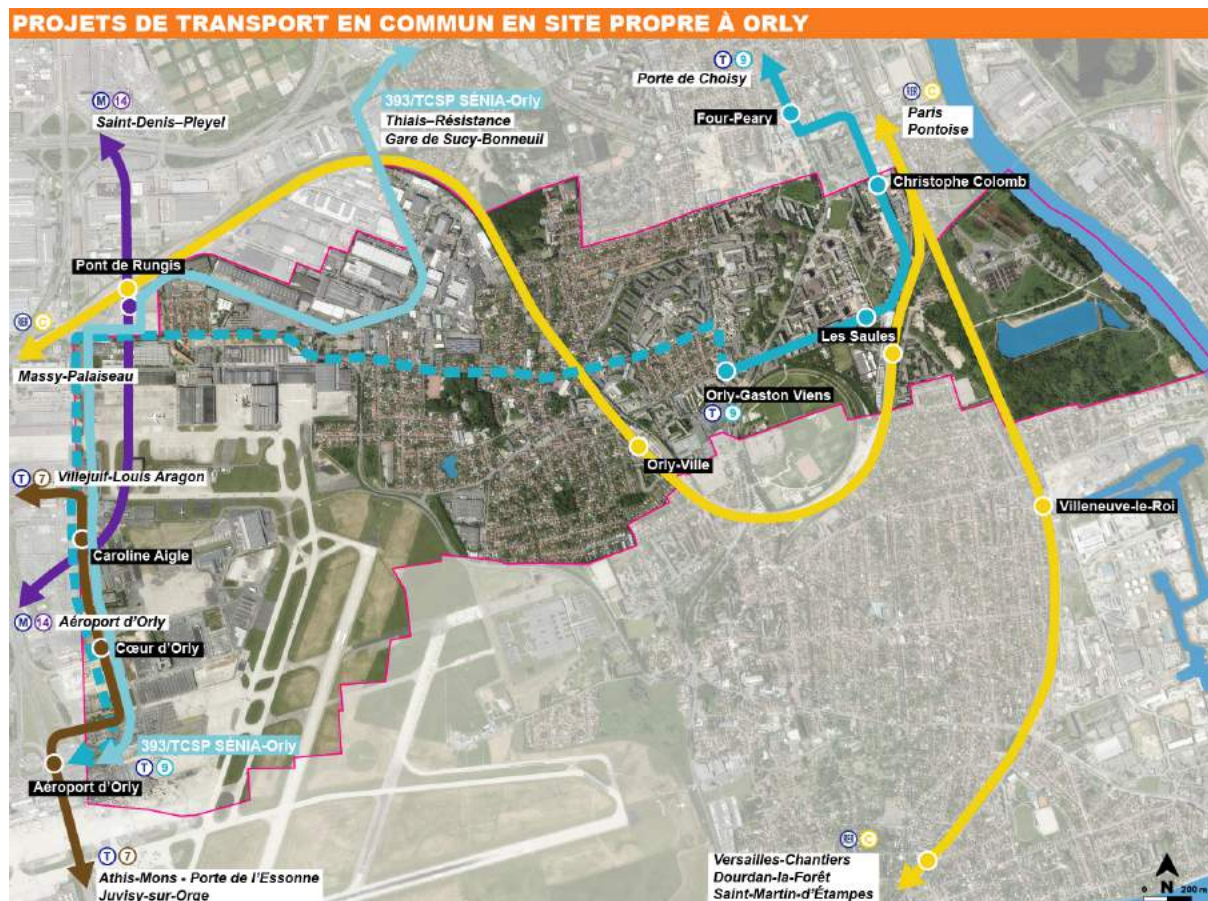 PROJETS DE TRANSPORT EN COMMUN EN SITE PROPRE À ORLY
M 14
Saint-Denis–Pleyel
393/TCSP SÉNIA-Orly
Thiais–Résistance
Gare de Sucy-Bonneuil
T 9
Porte de Choisy
Four-Peary
RER C
Paris
Pontoise
Christophe Colomb
Pont de Rungis
RER C
Massy-Palaiseau
Les Saules
Orly-Gaston Viens
T 9
Orly-Ville
T 7 Villejuif-Louis Aragon
Villeneuve-le-Roi
Caroline Aigle
M 14 Aéroport d'Orly
Cœur d'Orly
393/TCSP SÉNIA-Orly
T 9
Aéroport d'Orly
T 7
Athis-Mons - Porte de l'Essonne
Juvisy-sur-Orge
RER C
Versailles-Chantiers
Dourdan-la-Forêt
Saint-Martin-d'Étampes
0 N 200 m